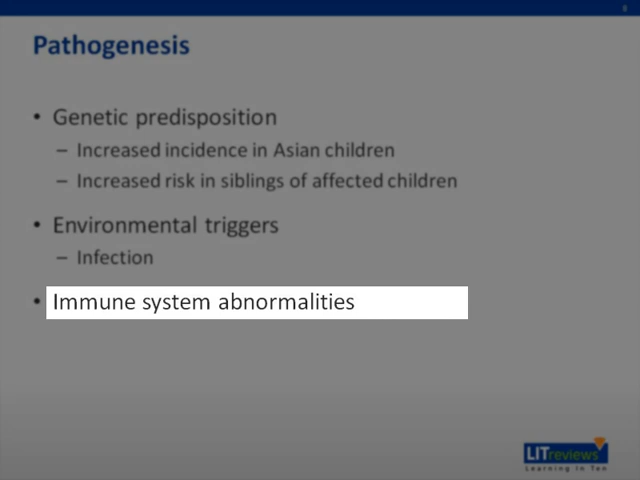 8
Pathogenesis
• Genetic predisposition
– Increased incidence in Asian children
– Increased risk in siblings of affected children
• Environmental triggers
– Infection
• Immune system abnormalities
LITreviews
Learning In Ten